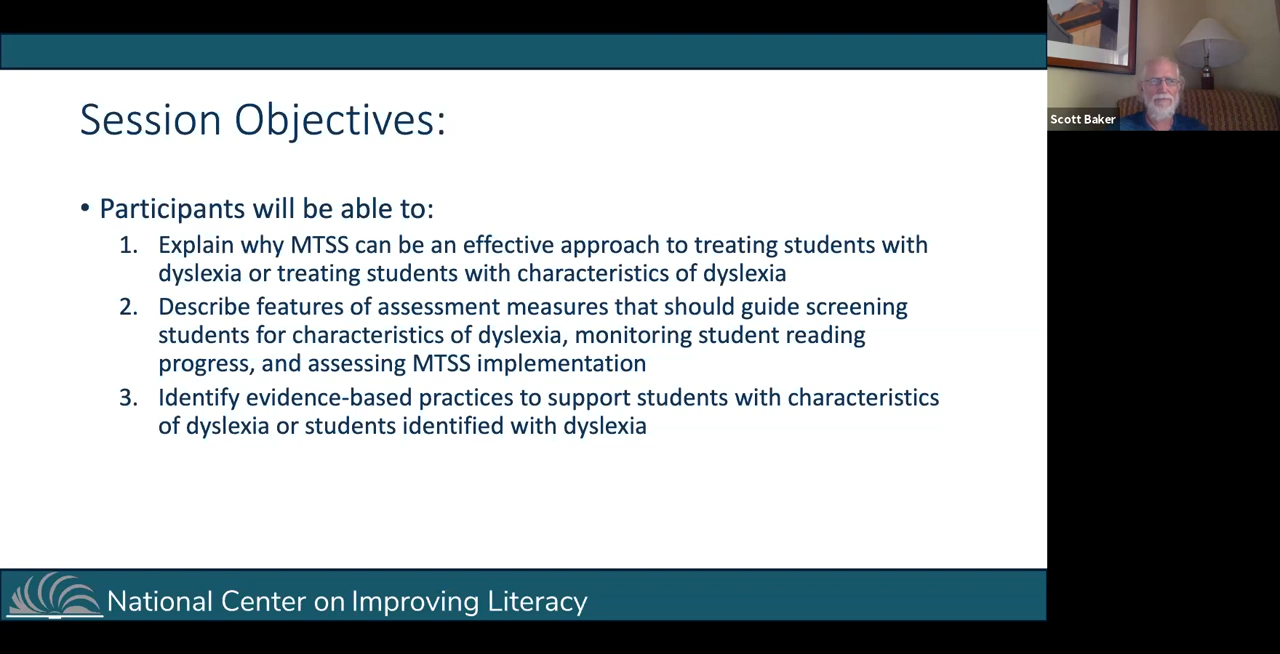 Session Objectives:
• Participants will be able to:
1. Explain why MTSS can be an effective approach to treating students with
dyslexia or treating students with characteristics of dyslexia
2. Describe features of assessment measures that should guide screening
students for characteristics of dyslexia, monitoring student reading
progress, and assessing MTSS implementation
3. Identify evidence-based practices to support students with characteristics
of dyslexia or students identified with dyslexia
National Center on Improving Literacy
Scott Baker